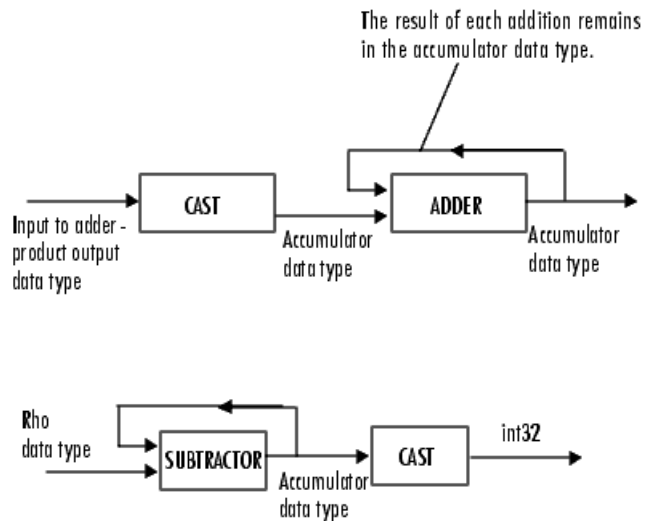 The result of each addition remains
in the accumulator data type.
CAST
ADDER
Input to adder -
product output
data type
Accumulator
data type
Accumulator
data type
Rho
data type
SUBTRACTOR
Accumulator
data type
CAST
int32